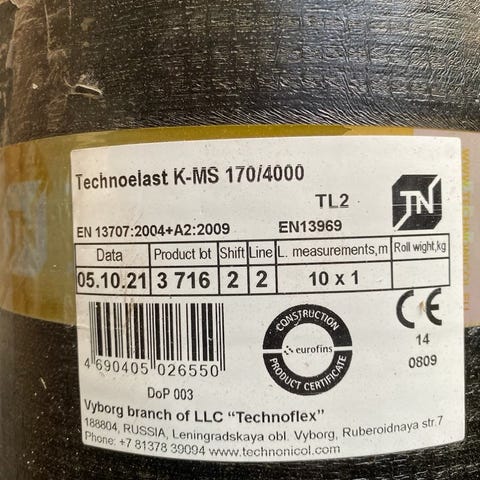 Technoelast K-MS 170/4000
TL2
TN
EN 13707:2004+A2:2009 EN13969
Data Product lot Shift Line L. measurements,m Roll wight,kg
05.10.21 3 716 2 2 10 x 1
4 690405 026550
CONSTRUCTION
eurofins
PRODUCT CERTIFICATE
CE
14
0809
DoP 003
Vyborg branch of LLC “Technoflex”
188804, RUSSIA, Leningradskaya obl. Vyborg, Ruberoidnaya str.7
Phone: +7 81378 39094 www.technonicol.com